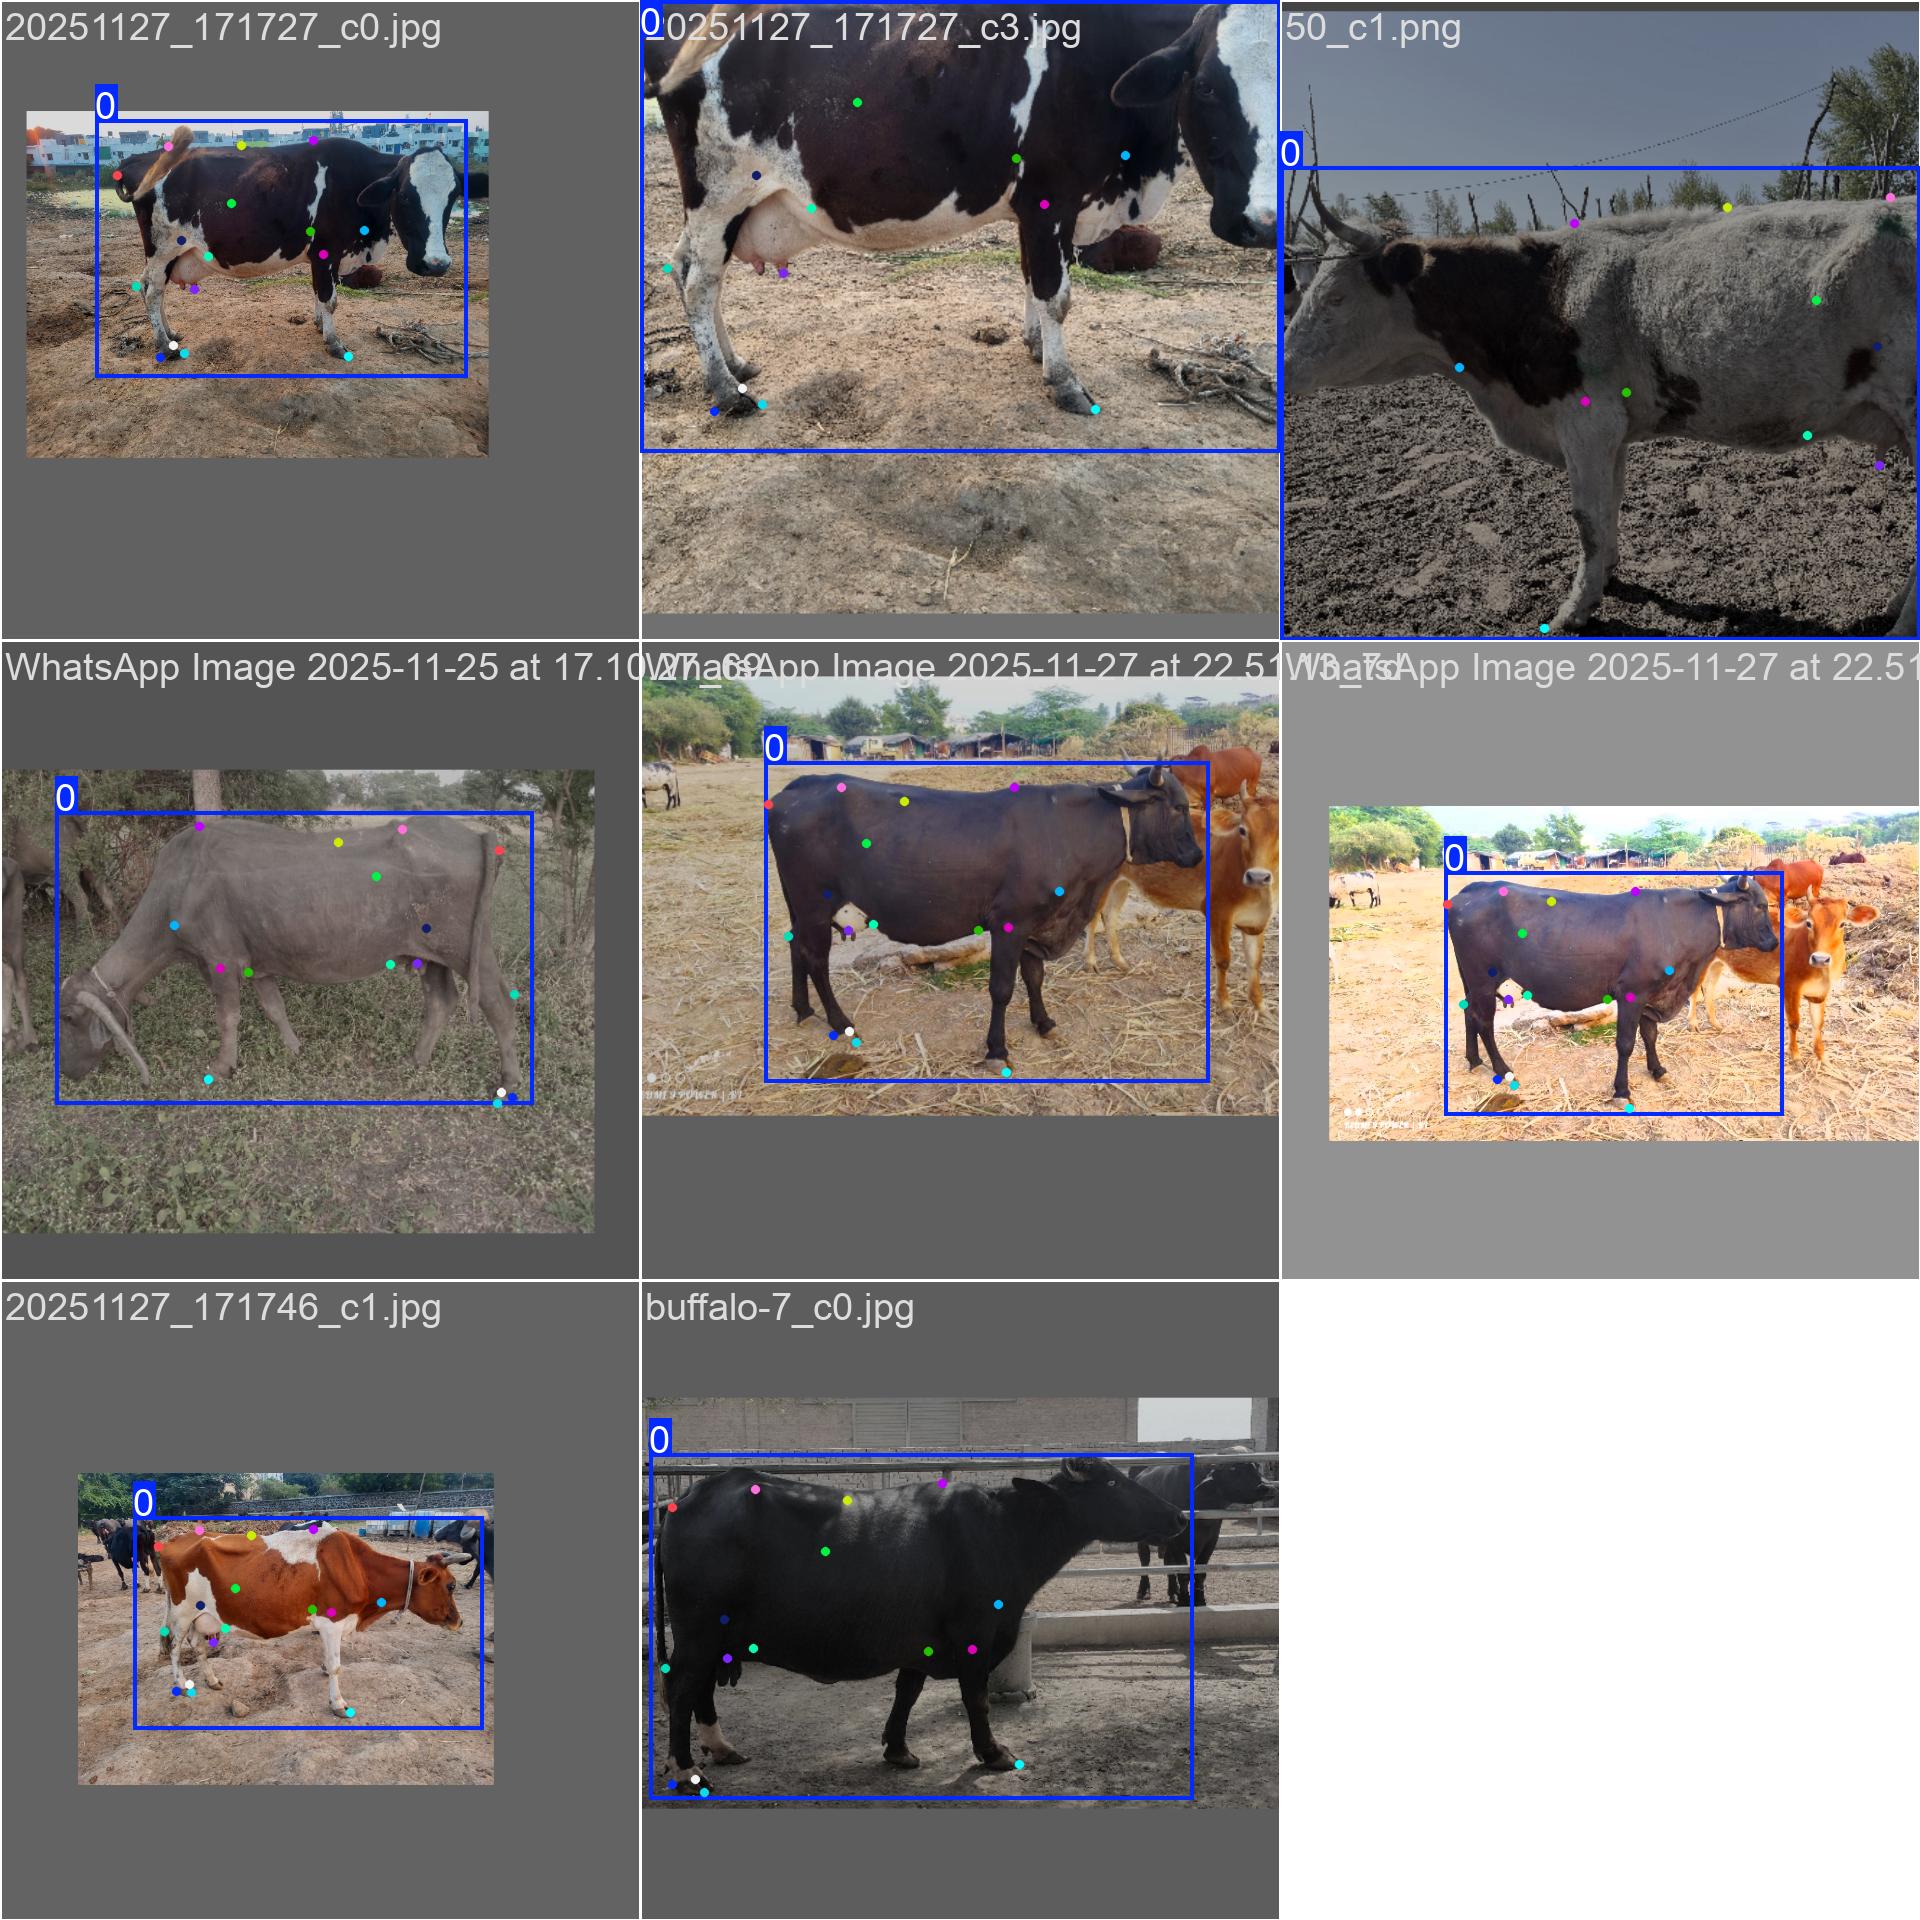 20251127_171727_c0.jpg
0
20251127_171727_c3.jpg
0
50_c1.png
0
WhatsApp Image 2025-11-25 at 17.10
WhatsApp Image 2025-11-27 at 22.51
WhatsApp Image 2025-11-27 at 22.51
0
0
0
20251127_171746_c1.jpg
0
buffalo-7_c0.jpg
0